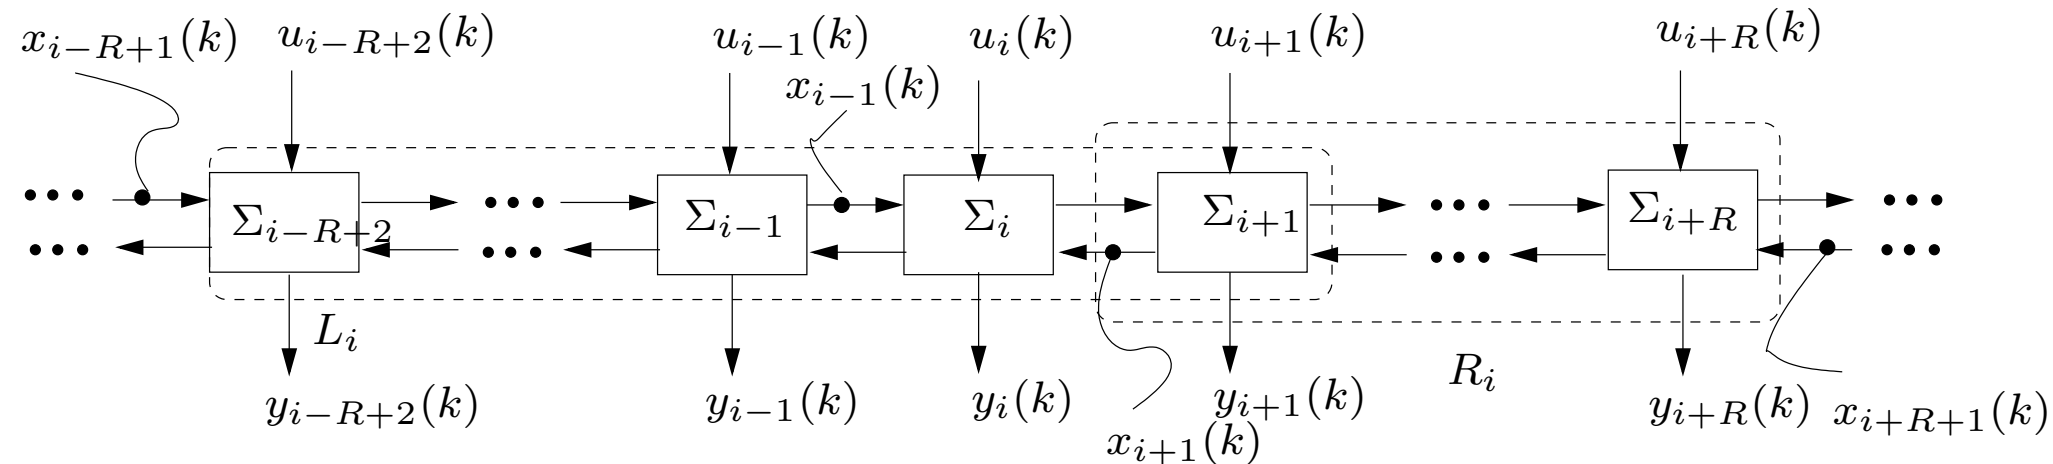 x_{i-R+1}(k) u_{i-R+2}(k) u_{i-1}(k) u_i(k) u_{i+1}(k) u_{i+R}(k)
x_{i-1}(k)
••• ••• ••• •••
Σ_{i-R+2} Σ_{i-1} Σ_i Σ_{i+1} Σ_{i+R}
••• ••• ••• •••
L_i R_i
y_{i-R+2}(k) y_{i-1}(k) y_i(k) y_{i+1}(k) y_{i+R}(k) x_{i+R+1}(k)
x_{i+1}(k)